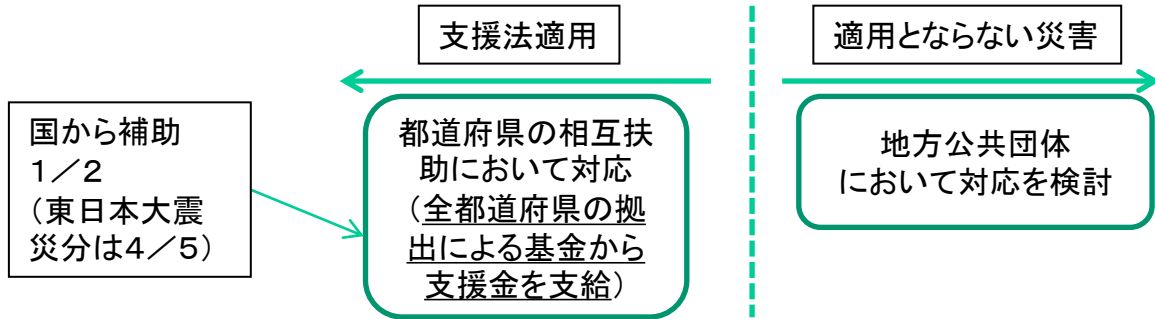 支援法適用
適用とならない災害
国から補助
１／２
（東日本大震
災分は４／５）
都道府県の相互扶
助において対応
（全都道府県の拠
出による基金から
支援金を支給）
地方公共団体
において対応を検討